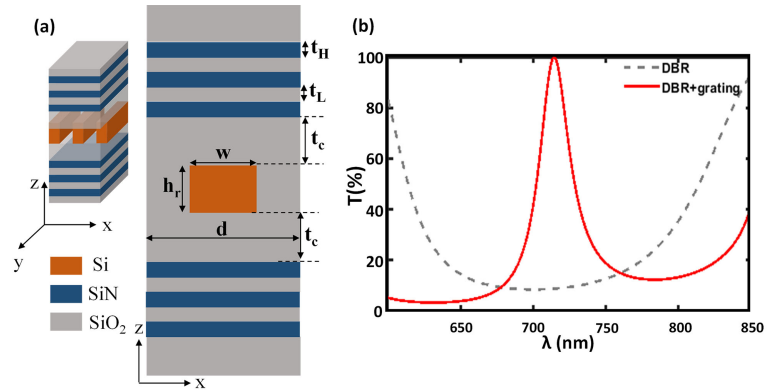 (a)
z
x
y
Si
SiN
SiO2
tH
tL
tc
w
hr
d
tc
z
x
(b)
100
80
60
40
20
0
T(%)
DBR
DBR+grating
650
700
750
800
850
λ (nm)